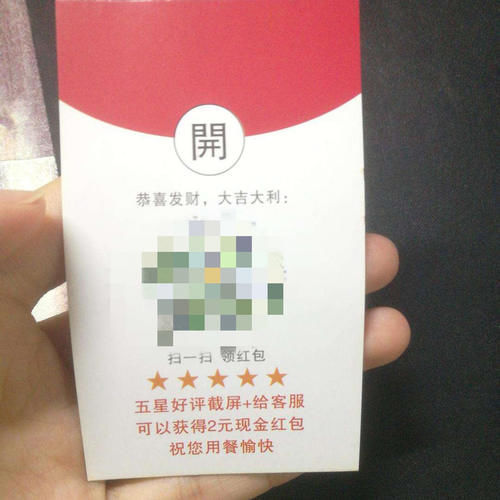 開
恭喜发财，大吉大利：
扫一扫 领红包
五星好评截屏+给客服
可以获得2元现金红包
祝您用餐愉快